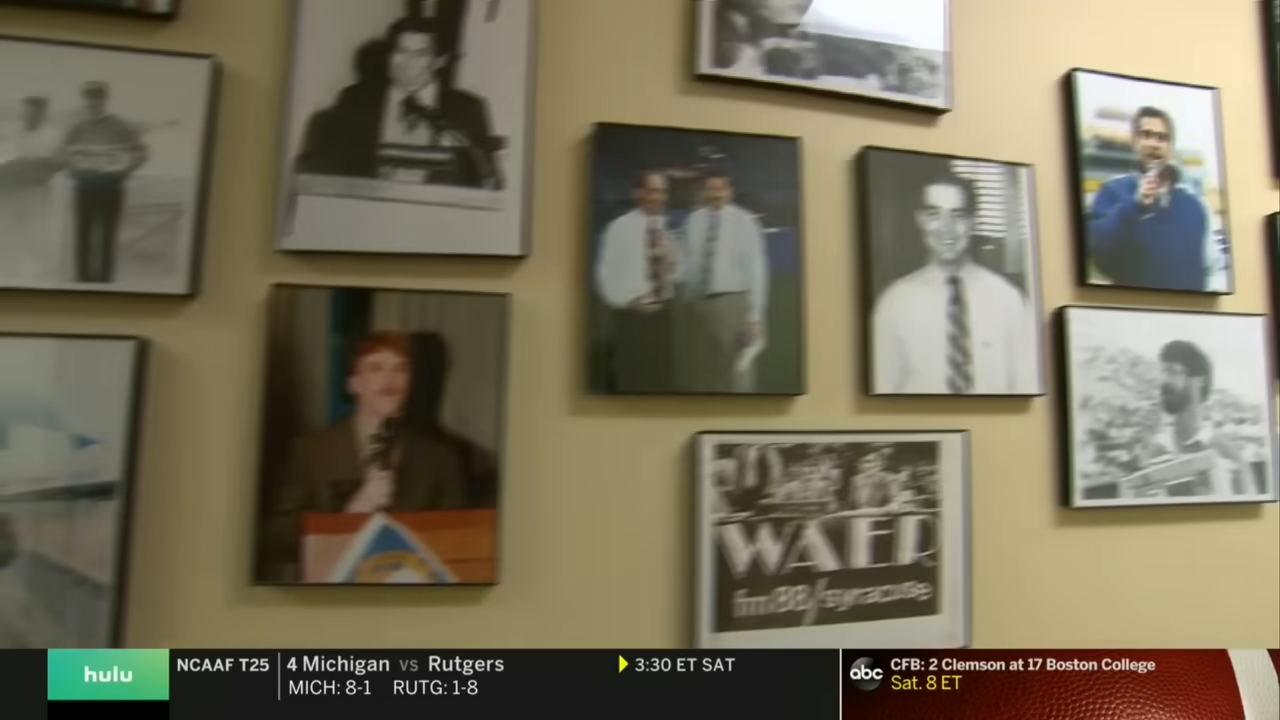 WAER
fm88/syracuse
hulu
NCAAF T25
4 Michigan vs Rutgers
3:30 ET SAT
MICH: 8-1 RUTG: 1-8
abc
CFB: 2 Clemson at 17 Boston College
Sat. 8 ET